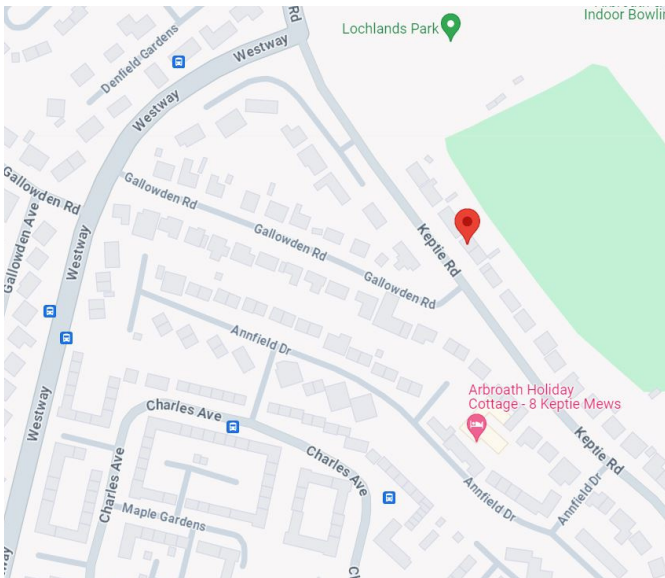 Rd
Lochlands Park
Indoor Bowlin
Westway
Denfield Gardens
Westway
Gallowden Rd
Gallowden Rd
Gallowden Ave
Westway
Gallowden Rd
Keptie Rd
Gallowden Rd
Annfield Dr
Arbroath Holiday
Cottage - 8 Keptie Mews
Westway
Charles Ave
Charles Ave
Keptie Rd
Charles Ave
Annfield Dr
Annfield Dr
Maple Gardens